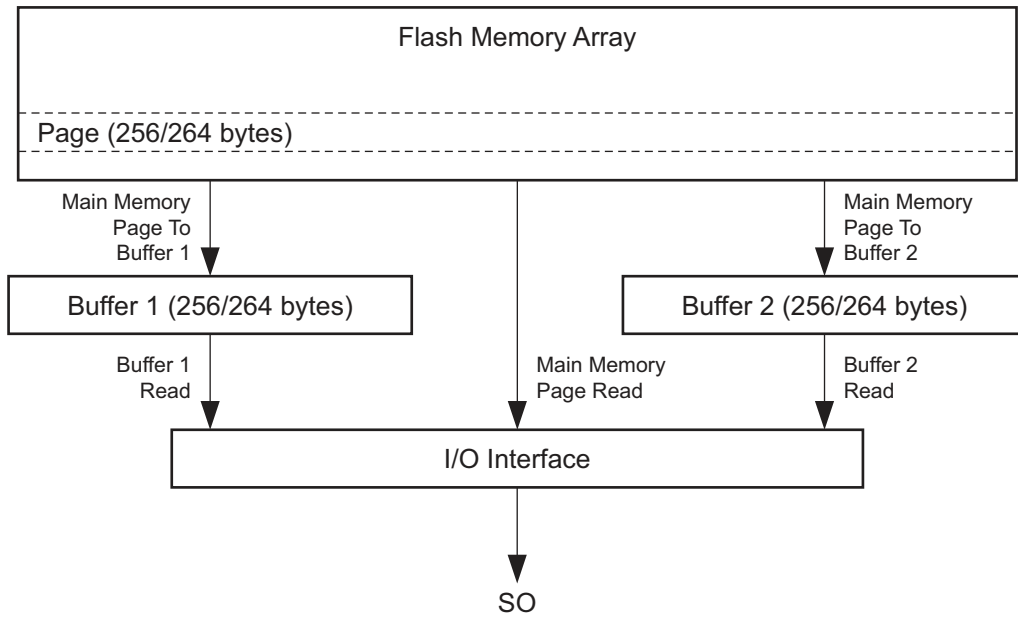 Flash Memory Array
Page (256/264 bytes)
Main Memory
Page To
Buffer 1
Main Memory
Page To
Buffer 2
Buffer 1 (256/264 bytes)
Buffer 2 (256/264 bytes)
Buffer 1
Read
Main Memory
Page Read
Buffer 2
Read
I/O Interface
SO